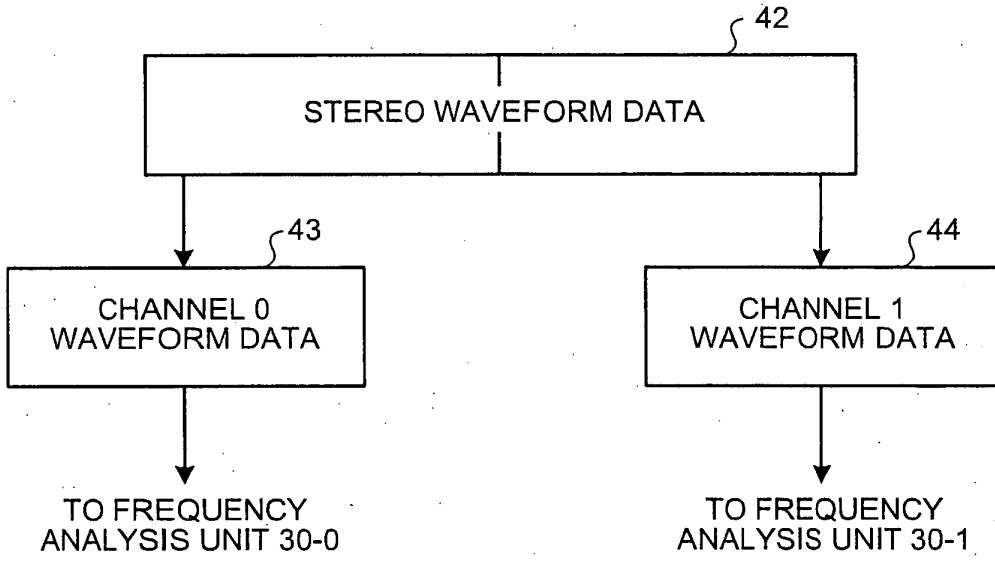 42
STEREO WAVEFORM DATA
43
44
CHANNEL 0
WAVEFORM DATA
CHANNEL 1
WAVEFORM DATA
TO FREQUENCY
ANALYSIS UNIT 30-0
TO FREQUENCY
ANALYSIS UNIT 30-1